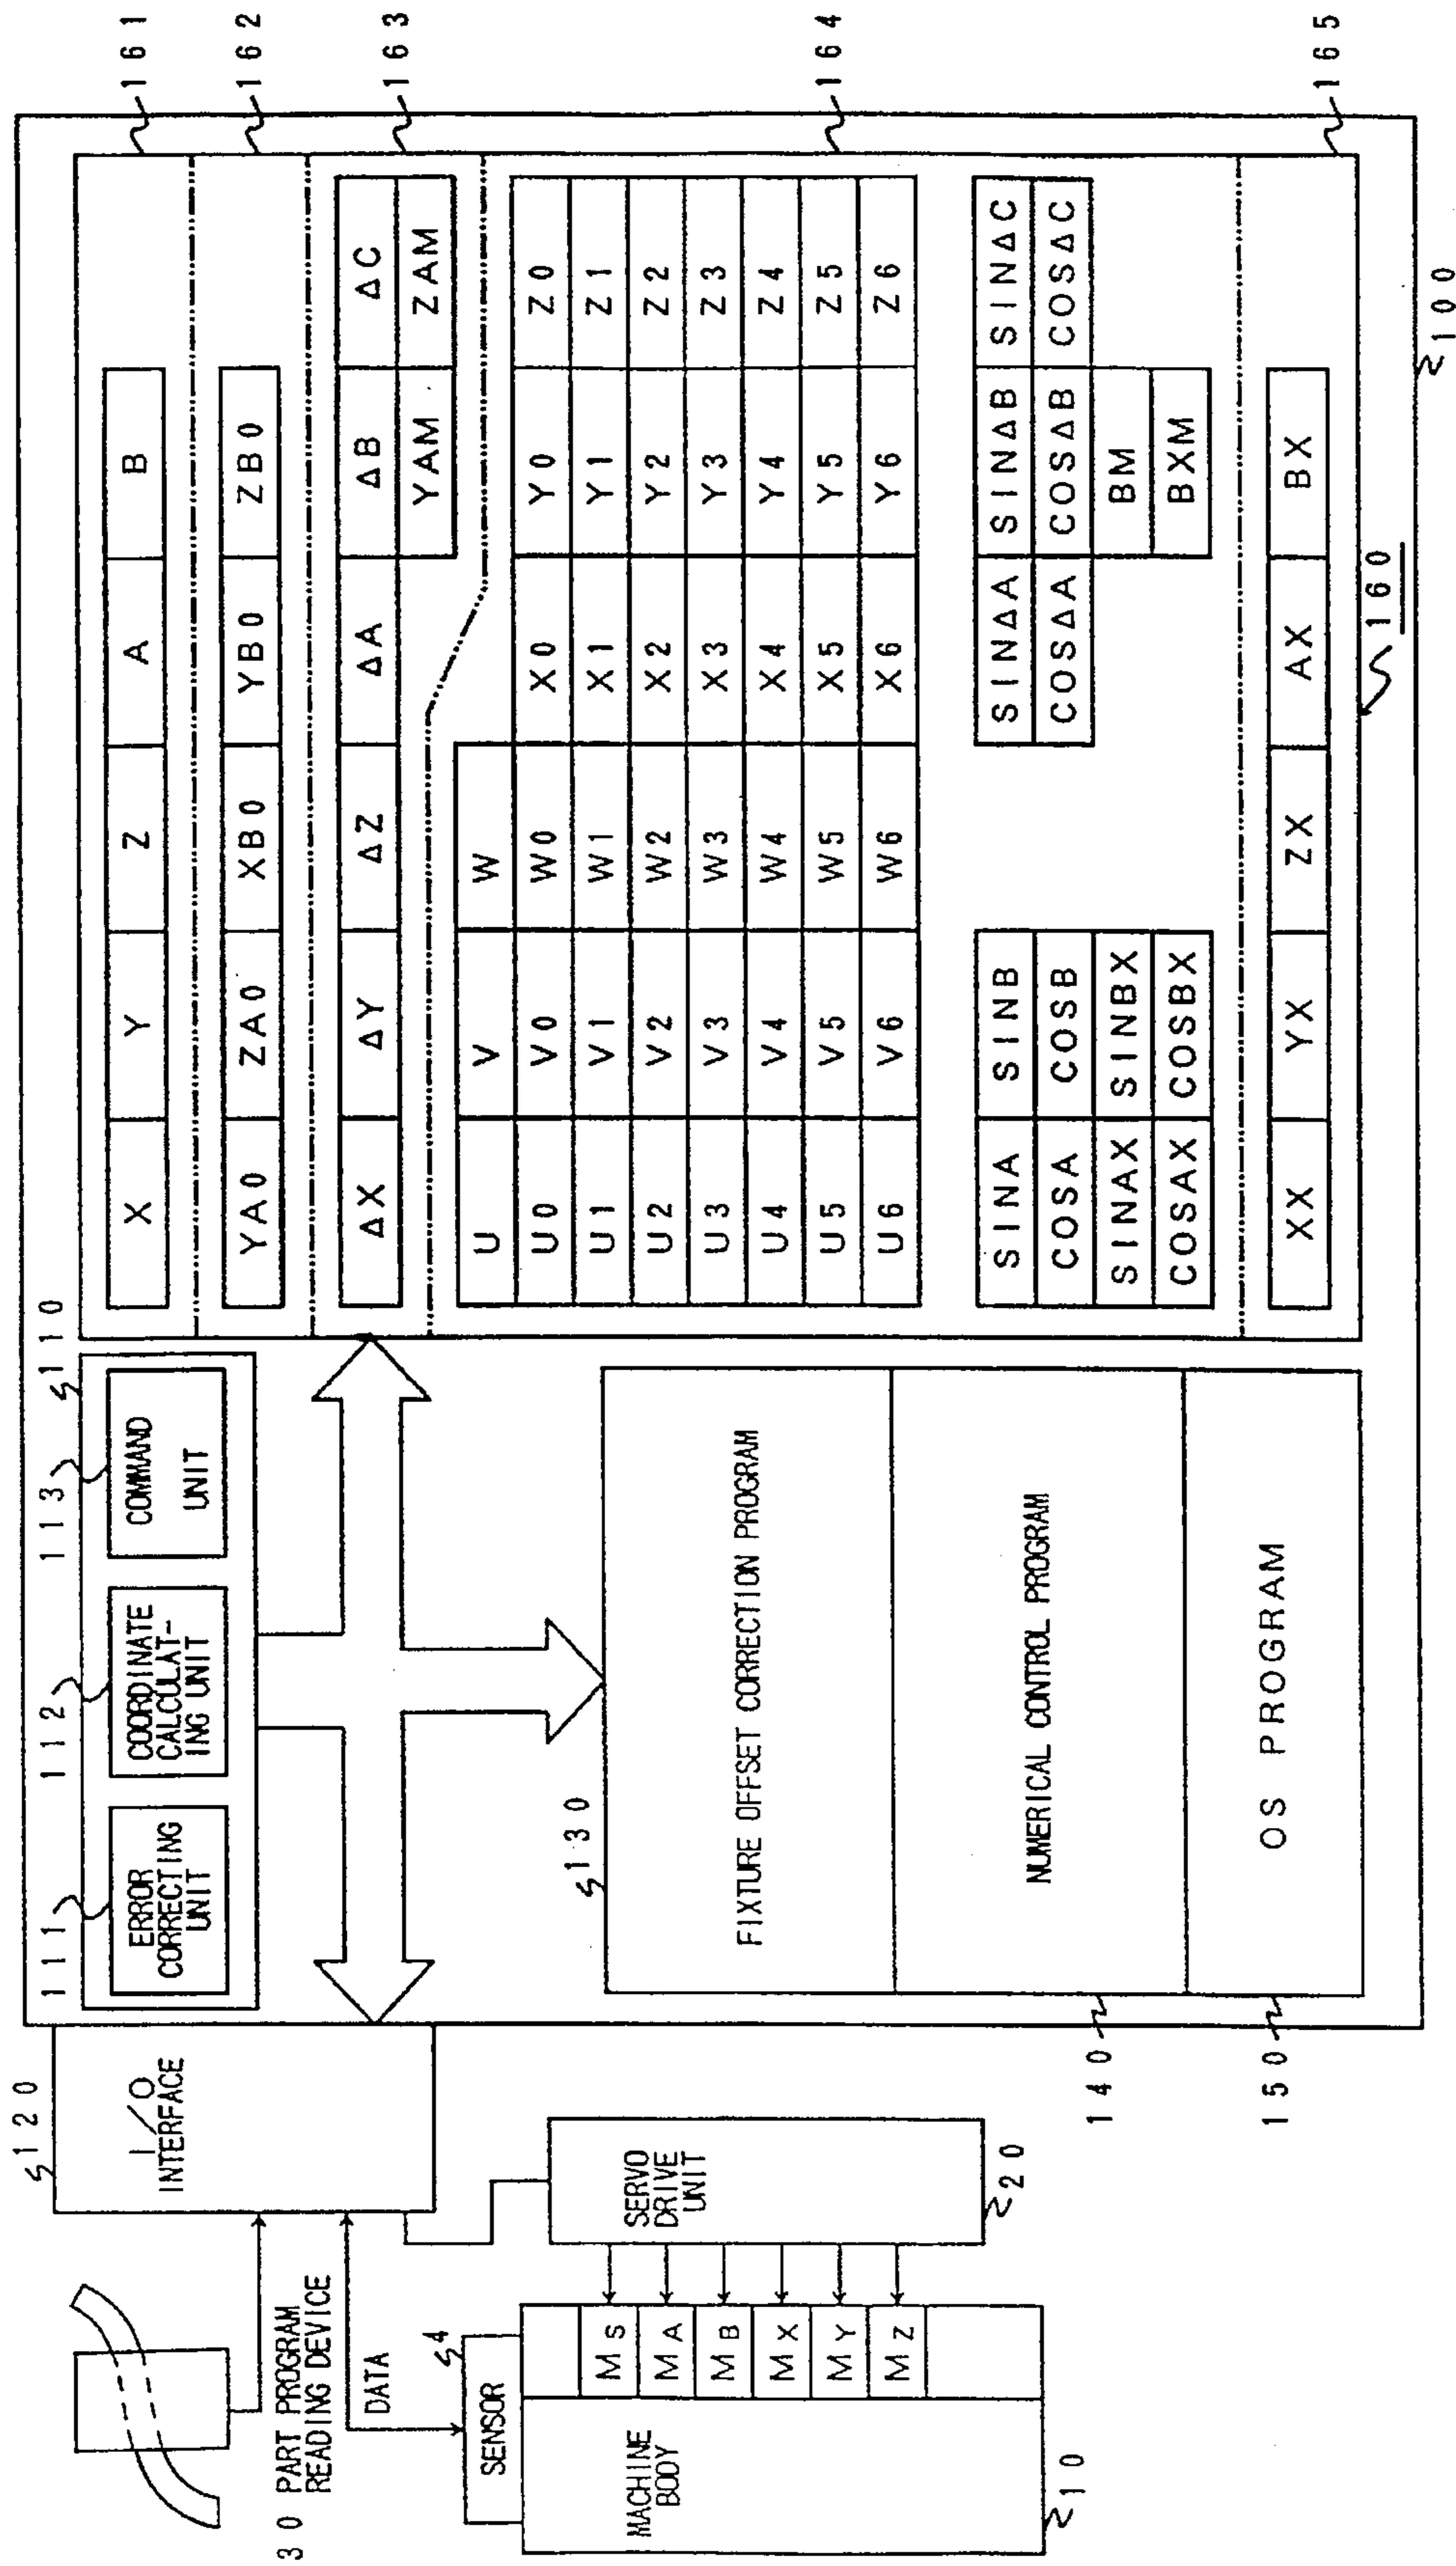 30 PART PROGRAM
READING DEVICE
DATA
SENSOR
4
MACHINE
BODY
10
MS
MA
MB
MX
MY
MZ
SERVO
DRIVE
UNIT
20
120
I/O
INTERFACE
110
111
ERROR
CORRECTING
UNIT
112
COORDINATE
CALCULAT-
ING UNIT
113
COMMAND
UNIT
130
FIXTURE OFFSET CORRECTION PROGRAM
140
NUMERICAL CONTROL PROGRAM
150
OS PROGRAM
X Y Z A B
161
YA0 ZA0 XB0 YB0 ZB0
162
ΔX ΔY ΔZ ΔA ΔB ΔC
YAM ZAM
163
U V W
U0 V0 W0 X0 Y0 Z0
U1 V1 W1 X1 Y1 Z1
U2 V2 W2 X2 Y2 Z2
U3 V3 W3 X3 Y3 Z3
U4 V4 W4 X4 Y4 Z4
U5 V5 W5 X5 Y5 Z5
U6 V6 W6 X6 Y6 Z6
164
SINA SINB SINΔA SINΔB SINΔC
COSA COSB COSΔA COSΔB COSΔC
SINAX SINBX BM
COSAX COSBX BXM
XX YX ZX AX BX
165
160
100